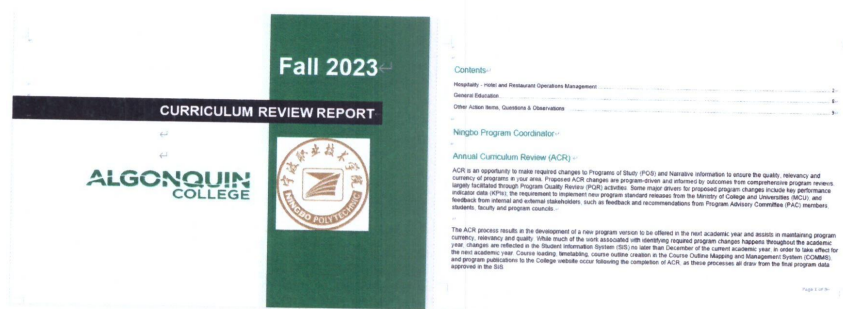 Fall 2023
CURRICULUM REVIEW REPORT
ALGONQUIN
COLLEGE
宁波职业技术学院
NINGBO POLYTECHNIC
Contents
Hospitality - Hotel and Restaurant Operations Management
General Education
Other Action Items, Questions & Observations
Ningbo Program Coordinator
Annual Curriculum Review (ACR)
ACR is an opportunity to make required changes to Programs of Study (POS) and Narrative information to ensure the quality, relevancy and
currency of programs in your area. Proposed ACR changes are program-driven and informed by outcomes from comprehensive program reviews
largely facilitated through Program Quality Review (PQR) activities. Some major drivers for proposed program changes include key performance
indicator data (KPIs), the requirement to implement new program standard releases from the Ministry of College and Universities (MCU), and
feedback from internal and external stakeholders, such as feedback and recommendations from Program Advisory Committee (PAC) members,
students, faculty and program councils
The ACR process results in the development of a new program version to be offered in the next academic year and assists in maintaining program
currency, relevancy and quality. While much of the work associated with identifying required program changes happens throughout the academic
year, changes are reflected in the Student Information System (SIS) no later than December of the current academic year, in order to take effect for
the next academic year. Course loading, timetabling, course outline creation in the Course Outline Mapping and Management System (COMMS),
and program publications to the College website occur following the completion of ACR, as these processes all draw from the final program data
approved in the SIS